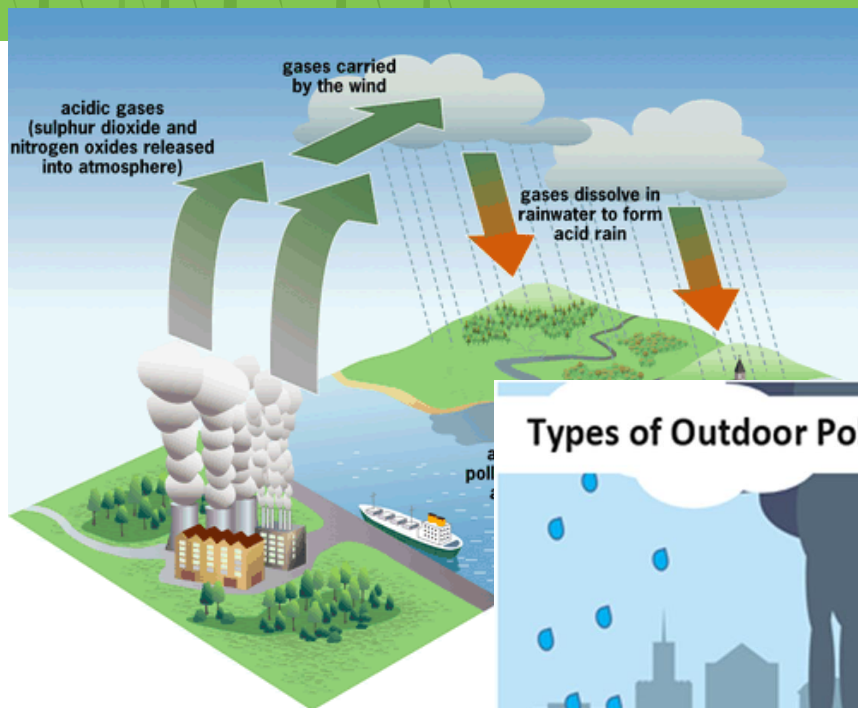 gases carried
by the wind
acidic gases
(sulphur dioxide and
nitrogen oxides released
into atmosphere)
gases dissolve in
rainwater to form
acid rain
Types of Outdoor